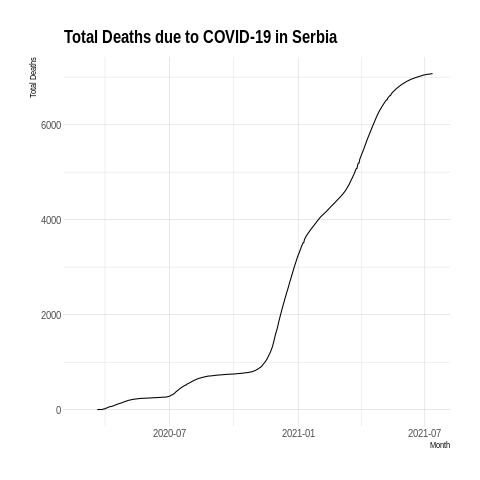 Total Deaths due to COVID-19 in Serbia
Total Deaths
6000
4000
2000
0
2020-07 2021-01 2021-07
Month